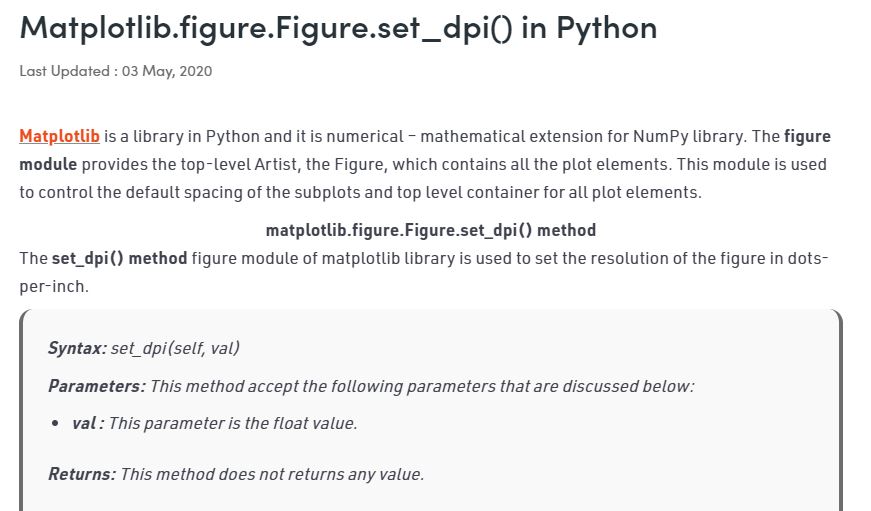 Matplotlib.figure.Figure.set_dpi() in Python
Last Updated : 03 May, 2020
Matplotlib is a library in Python and it is numerical – mathematical extension for NumPy library. The figure
module provides the top-level Artist, the Figure, which contains all the plot elements. This module is used
to control the default spacing of the subplots and top level container for all plot elements.
matplotlib.figure.Figure.set_dpi() method
The set_dpi() method figure module of matplotlib library is used to set the resolution of the figure in dots-
per-inch.
Syntax: set_dpi(self, val)
Parameters: This method accept the following parameters that are discussed below:
• val : This parameter is the float value.
Returns: This method does not returns any value.